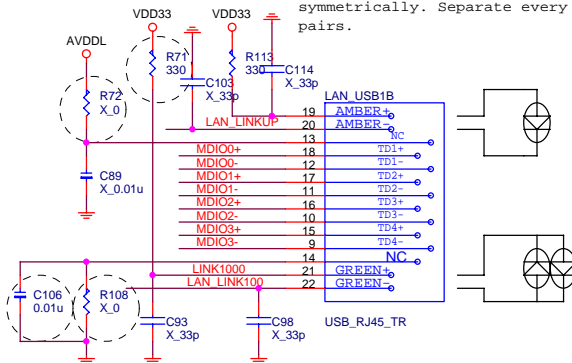 symmetrically. Separate every
pairs.
VDD33
VDD33
AVDDL
R71
330
C103
X_33p
R113
330
C114
X_33p
R72
X_0
LAN_USB1B
19 AMBER+
LAN_LINKUP 20 AMBER-
13 NC
MDIO0+ 18 TD1+
MDIO0- 12 TD1-
MDIO1+ 17 TD2+
MDIO1- 11 TD2-
MDIO2+ 16 TD3+
MDIO2- 10 TD3-
MDIO3+ 15 TD4+
MDIO3- 9 TD4-
14 NC
LINK1000 21 GREEN+
LAN_LINK100 22 GREEN-
C89
X_0.01u
C106
0.01u
R108
X_0
C93
X_33p
C98
X_33p
USB_RJ45_TR